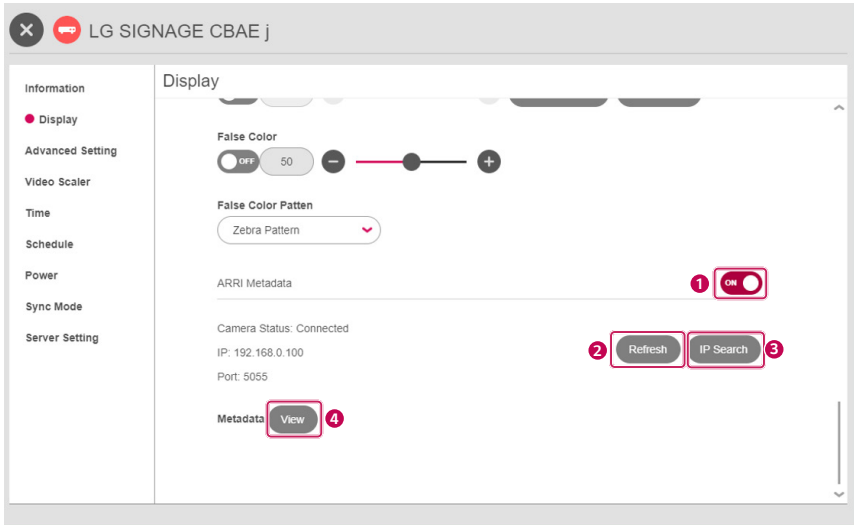 LG SIGNAGE CBAE j
Information
Display
Advanced Setting
Video Scaler
Time
Schedule
Power
Sync Mode
Server Setting
Display
False Color
OFF 50
False Color Patten
Zebra Pattern
ARRI Metadata 1 ON
Camera Status: Connected
IP: 192.168.0.100 2 Refresh IP Search 3
Port: 5055
Metadata View 4